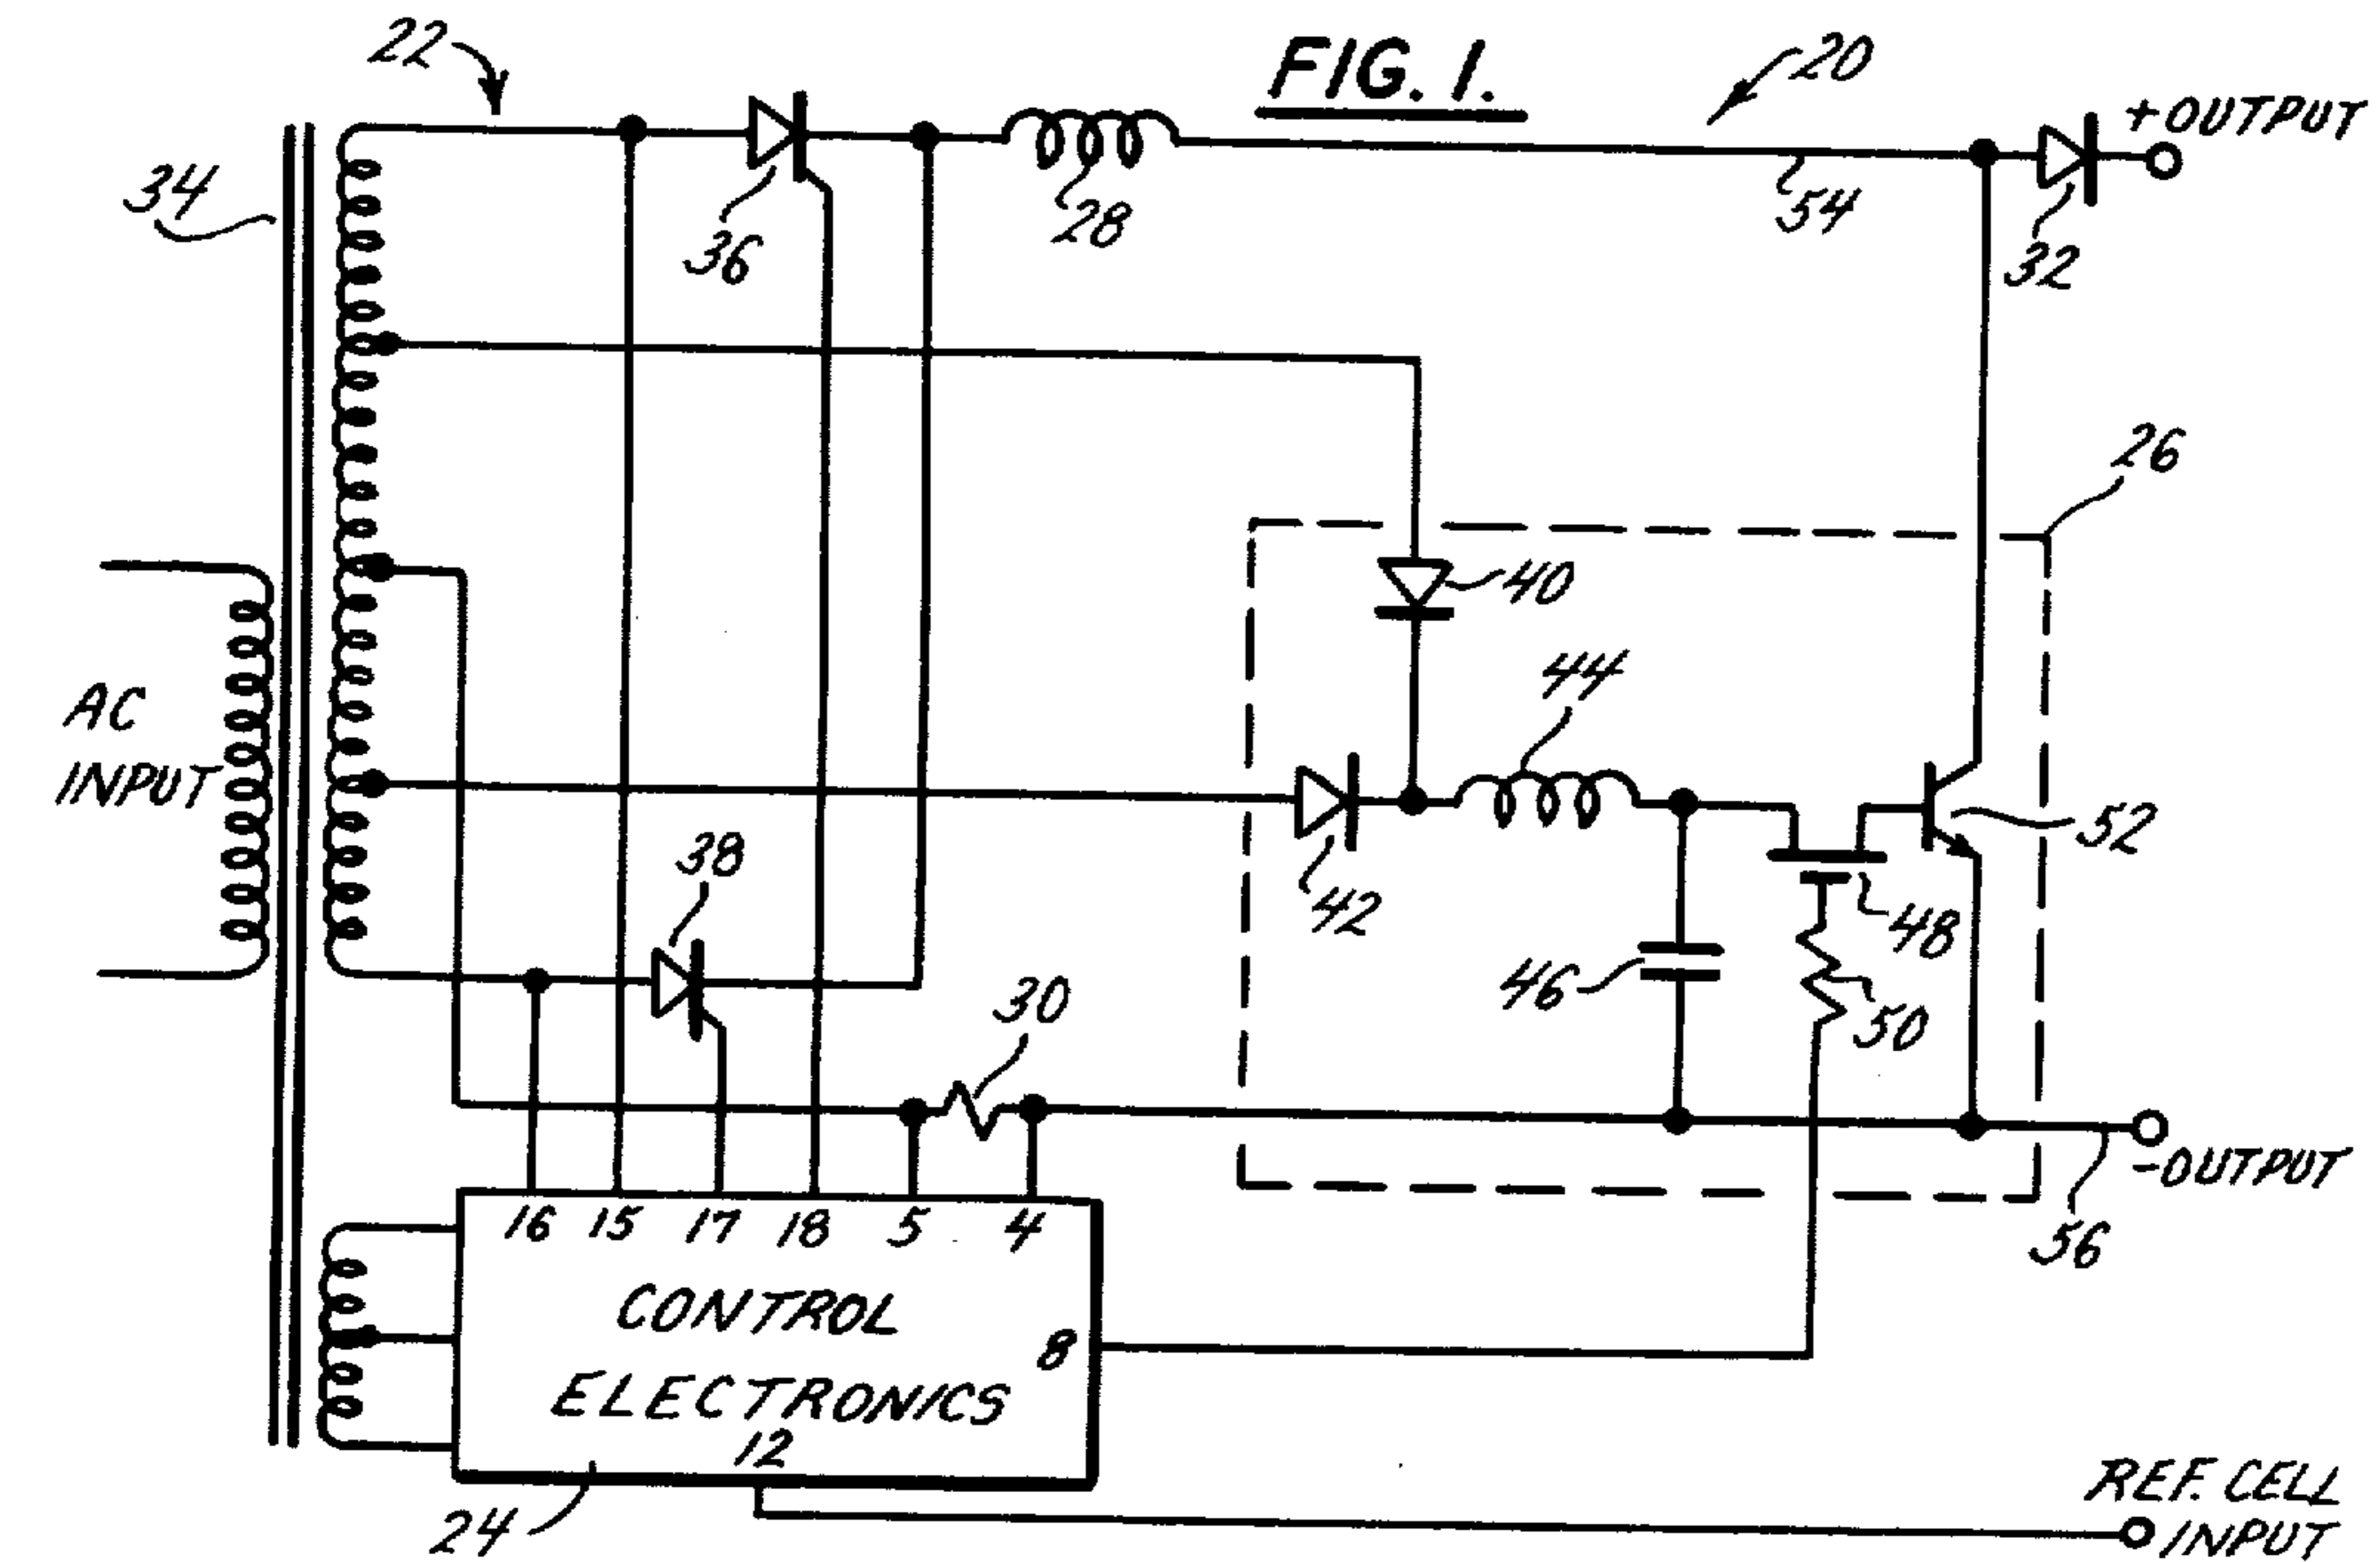 22
FIG. 1.
20
+OUTPUT
34
36
28
54
32
26
40
44
AC
INPUT
38
42
52
48
46
50
30
-OUTPUT
56
16 15 17 18 5 4
CONTROL
8
ELECTRONICS
12
24
REF. CELL
INPUT